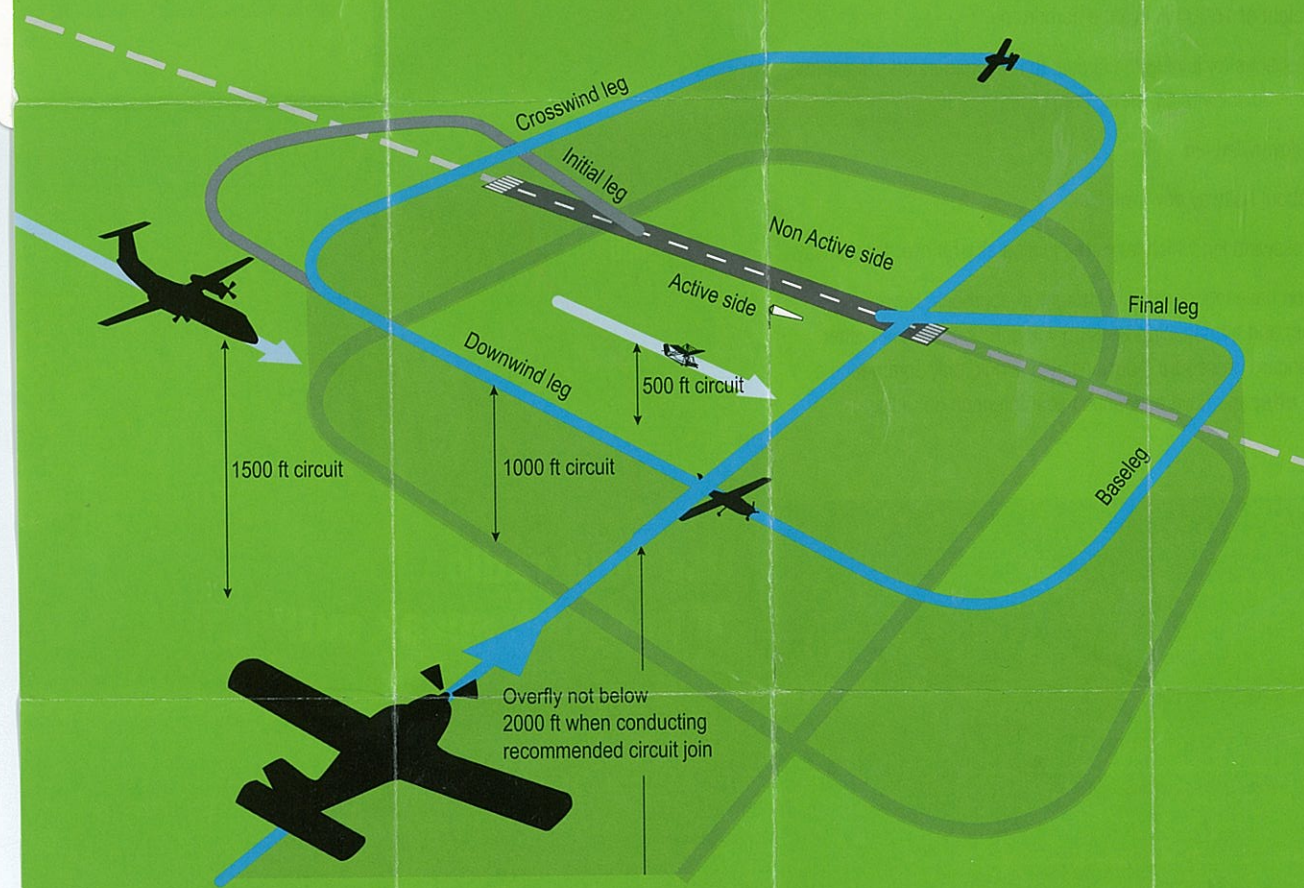 Crosswind leg
Initial leg
Non Active side
Active side
Final leg
Downwind leg
500 ft circuit
1500 ft circuit
1000 ft circuit
Baseleg
Overfly not below
2000 ft when conducting
recommended circuit join